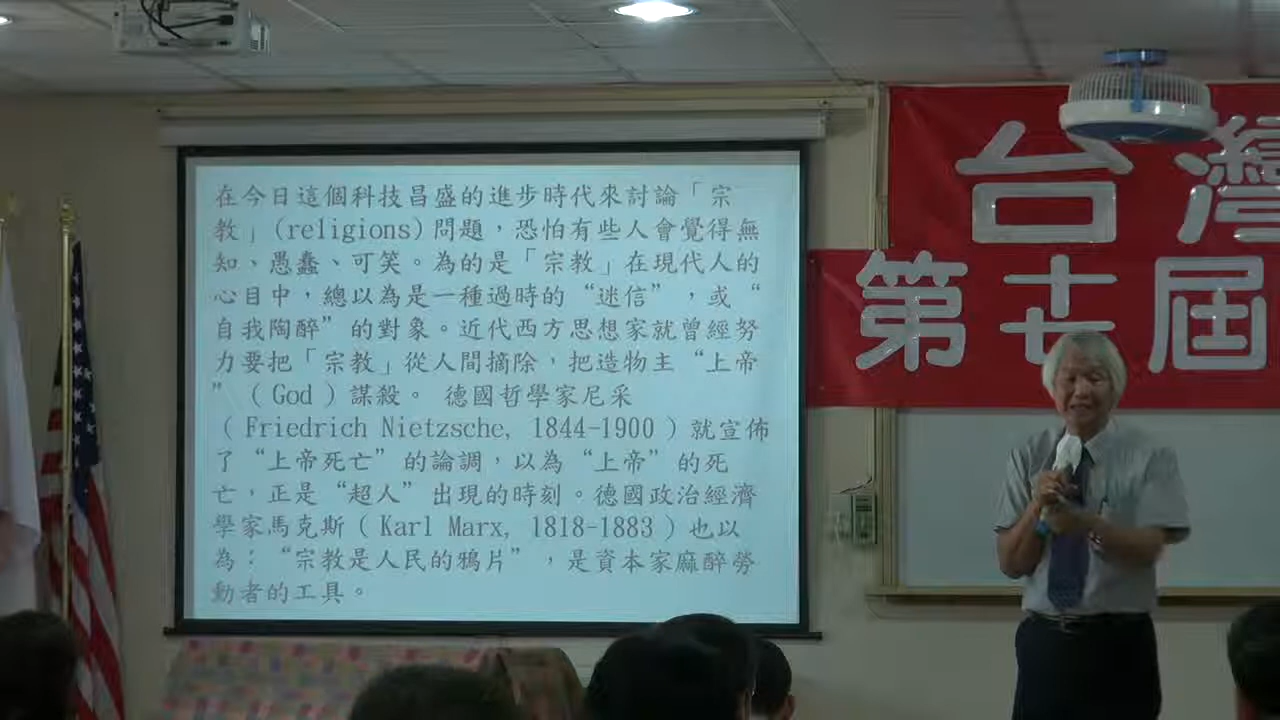 在今日這個科技昌盛的進步時代來討論「宗
教」(religions)問題，恐怕有些人會覺得無
知、愚蠢、可笑。為的是「宗教」在現代人的
心目中，總以為是一種過時的“迷信”，或“
自我陶醉”的對象。近代西方思想家就曾經努
力要把「宗教」從人間摘除，把造物主“上帝
”（God）謀殺。 德國哲學家尼采
（Friedrich Nietzsche, 1844-1900）就宣佈
了“上帝死亡”的論調，以為“上帝”的死
亡，正是“超人”出現的時刻。德國政治經濟
學家馬克斯（Karl Marx, 1818-1883）也以
為：“宗教是人民的鴉片”，是資本家麻醉勞
動者的工具。
台灣
第七屆